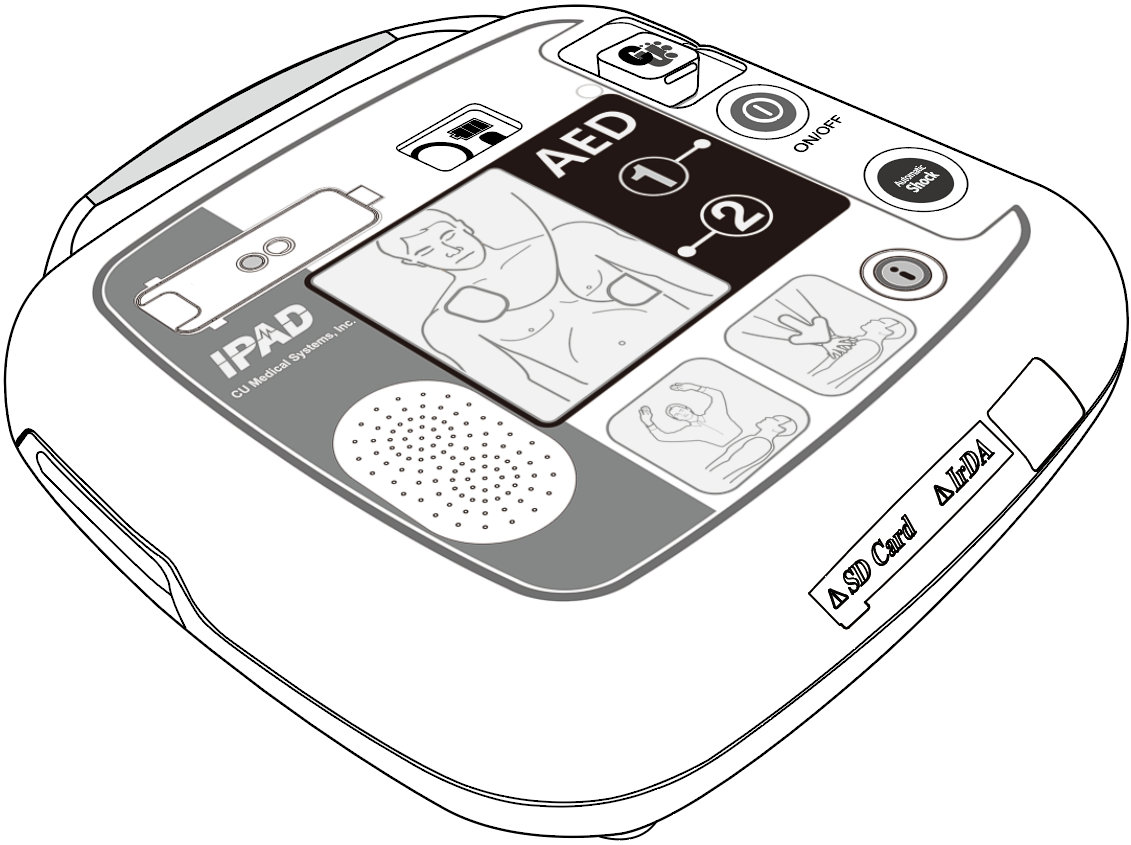 AED
1
2
ON/OFF
Automatic
Shock
i
IPAD
CU Medical Systems, Inc.
⚠ SD Card ⚠ IrDA